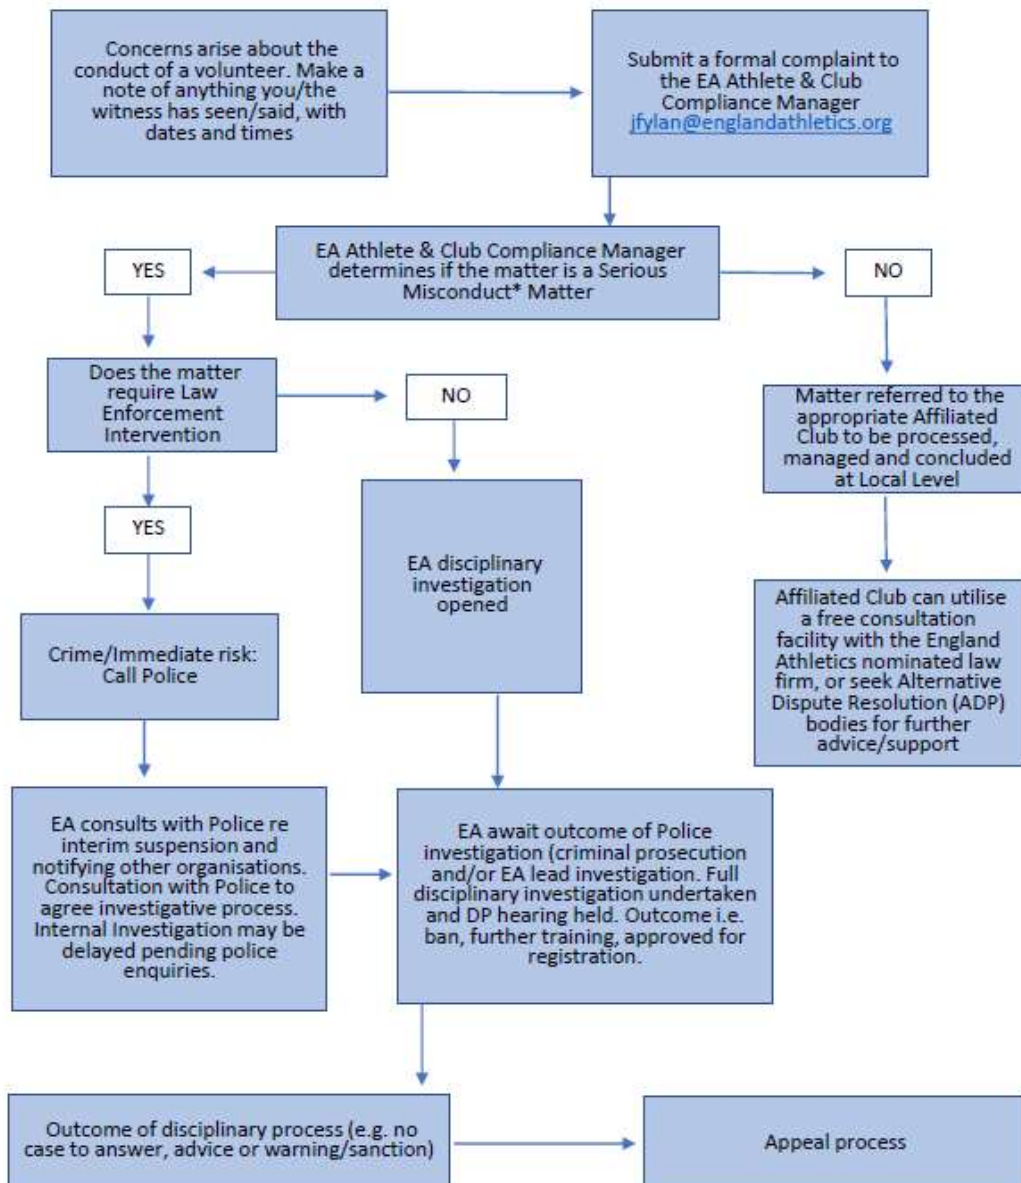 Concerns arise about the
conduct of a volunteer. Make a
note of anything you/the
witness has seen/said, with
dates and times
Submit a formal complaint to
the EA Athlete & Club
Compliance Manager
jfylan@englandathletics.org
EA Athlete & Club Compliance Manager
determines if the matter is a Serious
Misconduct* Matter
YES
NO
Does the matter
require Law
Enforcement
Intervention
NO
Matter referred to the
appropriate Affiliated
Club to be processed,
managed and concluded
at Local Level
YES
EA disciplinary
investigation
opened
Affiliated Club can utilise
a free consultation
facility with the England
Athletics nominated law
firm, or seek Alternative
Dispute Resolution (ADP)
bodies for further
advice/support
Crime/Immediate risk:
Call Police
EA consults with Police re
interim suspension and
notifying other organisations.
Consultation with Police to
agree investigative process.
Internal Investigation may be
delayed pending police
enquiries.
EA await outcome of Police
investigation (criminal prosecution
and/or EA lead investigation. Full
disciplinary investigation undertaken
and DP hearing held. Outcome i.e.
ban, further training, approved for
registration.
Outcome of disciplinary process (e.g. no
case to answer, advice or warning/sanction)
Appeal process